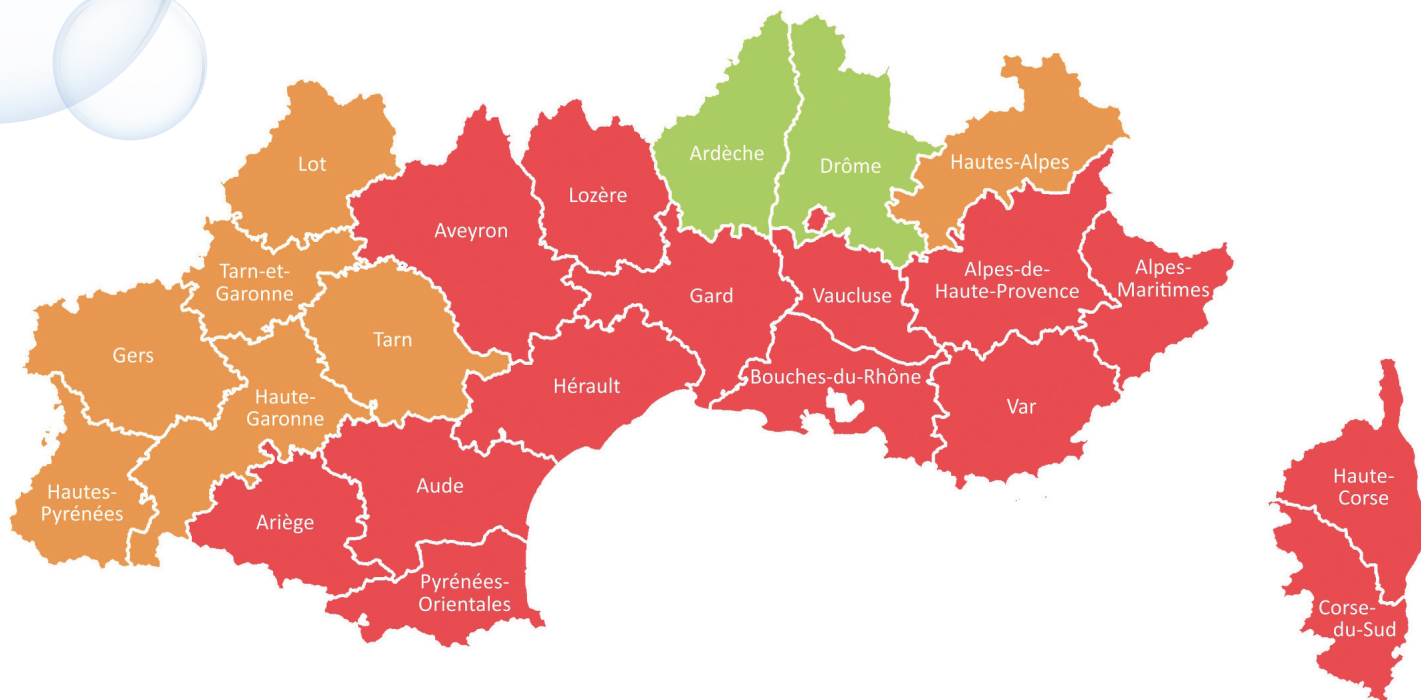 Lot
Ardèche
Drôme
Hautes-Alpes
Lozère
Aveyron
Tarn-et-
Garonne
Alpes-de-
Haute-Provence
Alpes-
Maritimes
Gard
Vaucluse
Gers
Tarn
Hérault
Bouches-du-Rhône
Var
Haute-
Garonne
Hautes-
Pyrénées
Aude
Ariège
Haute-
Corse
Pyrénées-
Orientales
Corse-
du-Sud